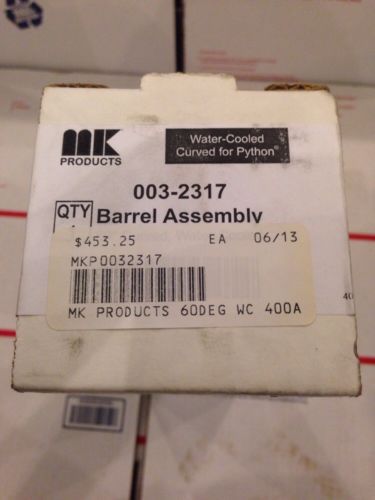 MK
PRODUCTS
Water-Cooled
Curved for Python®
003-2317
QTY
Barrel Assembly
$453.25 EA 06/13
MKP0032317
MK PRODUCTS 60DEG WC 400A